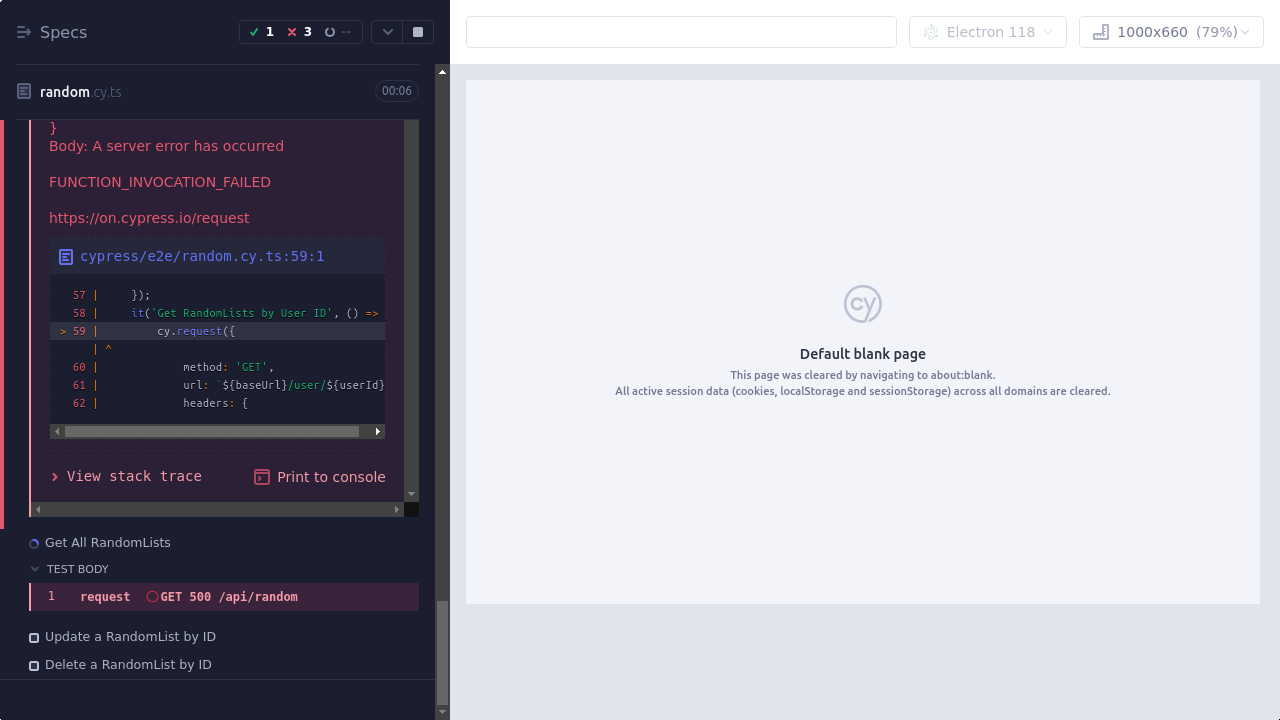 Specs
1
3
--
Electron 118
1000x660 (79%)
random.cy.ts
00:06
}
Body: A server error has occurred
FUNCTION_INVOCATION_FAILED
https://on.cypress.io/request
cypress/e2e/random.cy.ts:59:1
57 |     });
58 |     it('Get RandomLists by User ID', () =>
> 59 |         cy.request({
| ^
60 |             method: 'GET',
61 |             url: `${baseUrl}/user/${userId}
62 |             headers: {
View stack trace
Print to console
Get All RandomLists
TEST BODY
1 request GET 500 /api/random
Update a RandomList by ID
Delete a RandomList by ID
cy
Default blank page
This page was cleared by navigating to about:blank.
All active session data (cookies, localStorage and sessionStorage) across all domains are cleared.